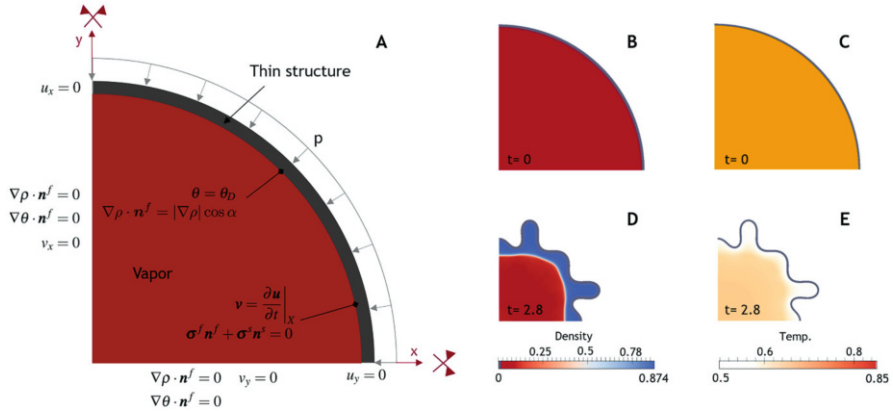 A
y
Thin structure
u_x = 0
p
θ = θ_D
∇ρ · n^f = |∇ρ| cos α
∇ρ · n^f = 0
∇θ · n^f = 0
v_x = 0
Vapor
v = ∂u/∂t|_X
σ^f n^f + σ^s n^s = 0
x
∇ρ · n^f = 0 v_y = 0 u_y = 0
∇θ · n^f = 0
B
t= 0
C
t= 0
D
t= 2.8
E
t= 2.8
Density
0.25 0.5 0.78
0 0.874
Temp.
0.6 0.8
0.5 0.85